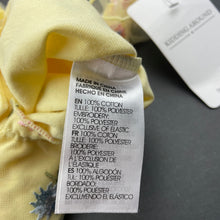 KIDDING AROUND
MADE IN CHINA
FABRIQUÉ EN CHINE
HECHO EN CHINA
EN 100% COTTON
TULLE: 100% POLYESTER
EMBROIDERY:
100% POLYESTER
EXCLUSIVE OF ELASTIC
FR 100% COTON
TULLE: 100% POLYESTER
BRODERIE:
100% POLYESTER
À L'EXCLUSION DE
L'ÉLASTIQUE
ES 100% ALGODÓN
TUL: 100% POLIÉSTER
BORDADO:
100% POLIÉSTER
EXCLUYENDO EL ELÁSTICO